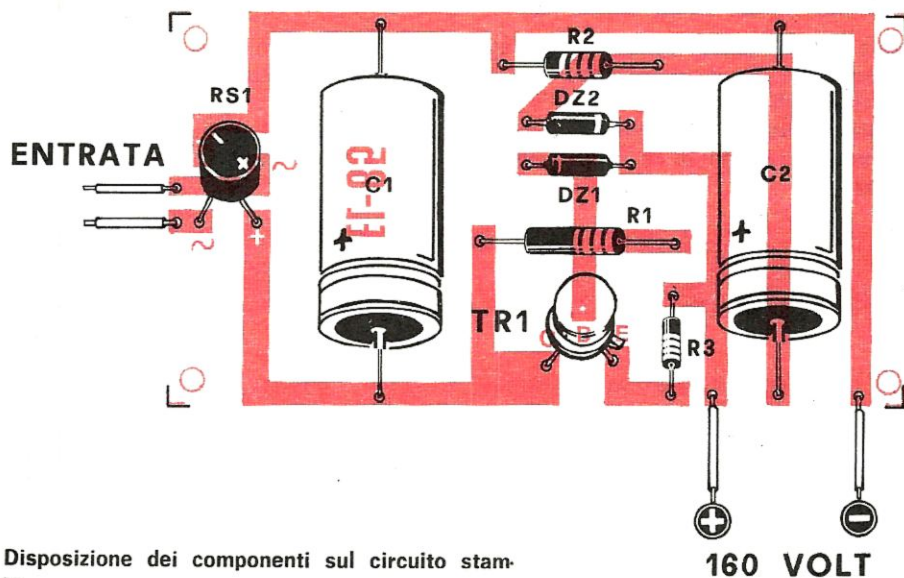 R2
RS1
DZ2
ENTRATA
~
C1
C2
DZ1
R1
+
+
~
+
TR1
C B E
R3
+
-
Disposizione dei componenti sul circuito stam-
160 VOLT